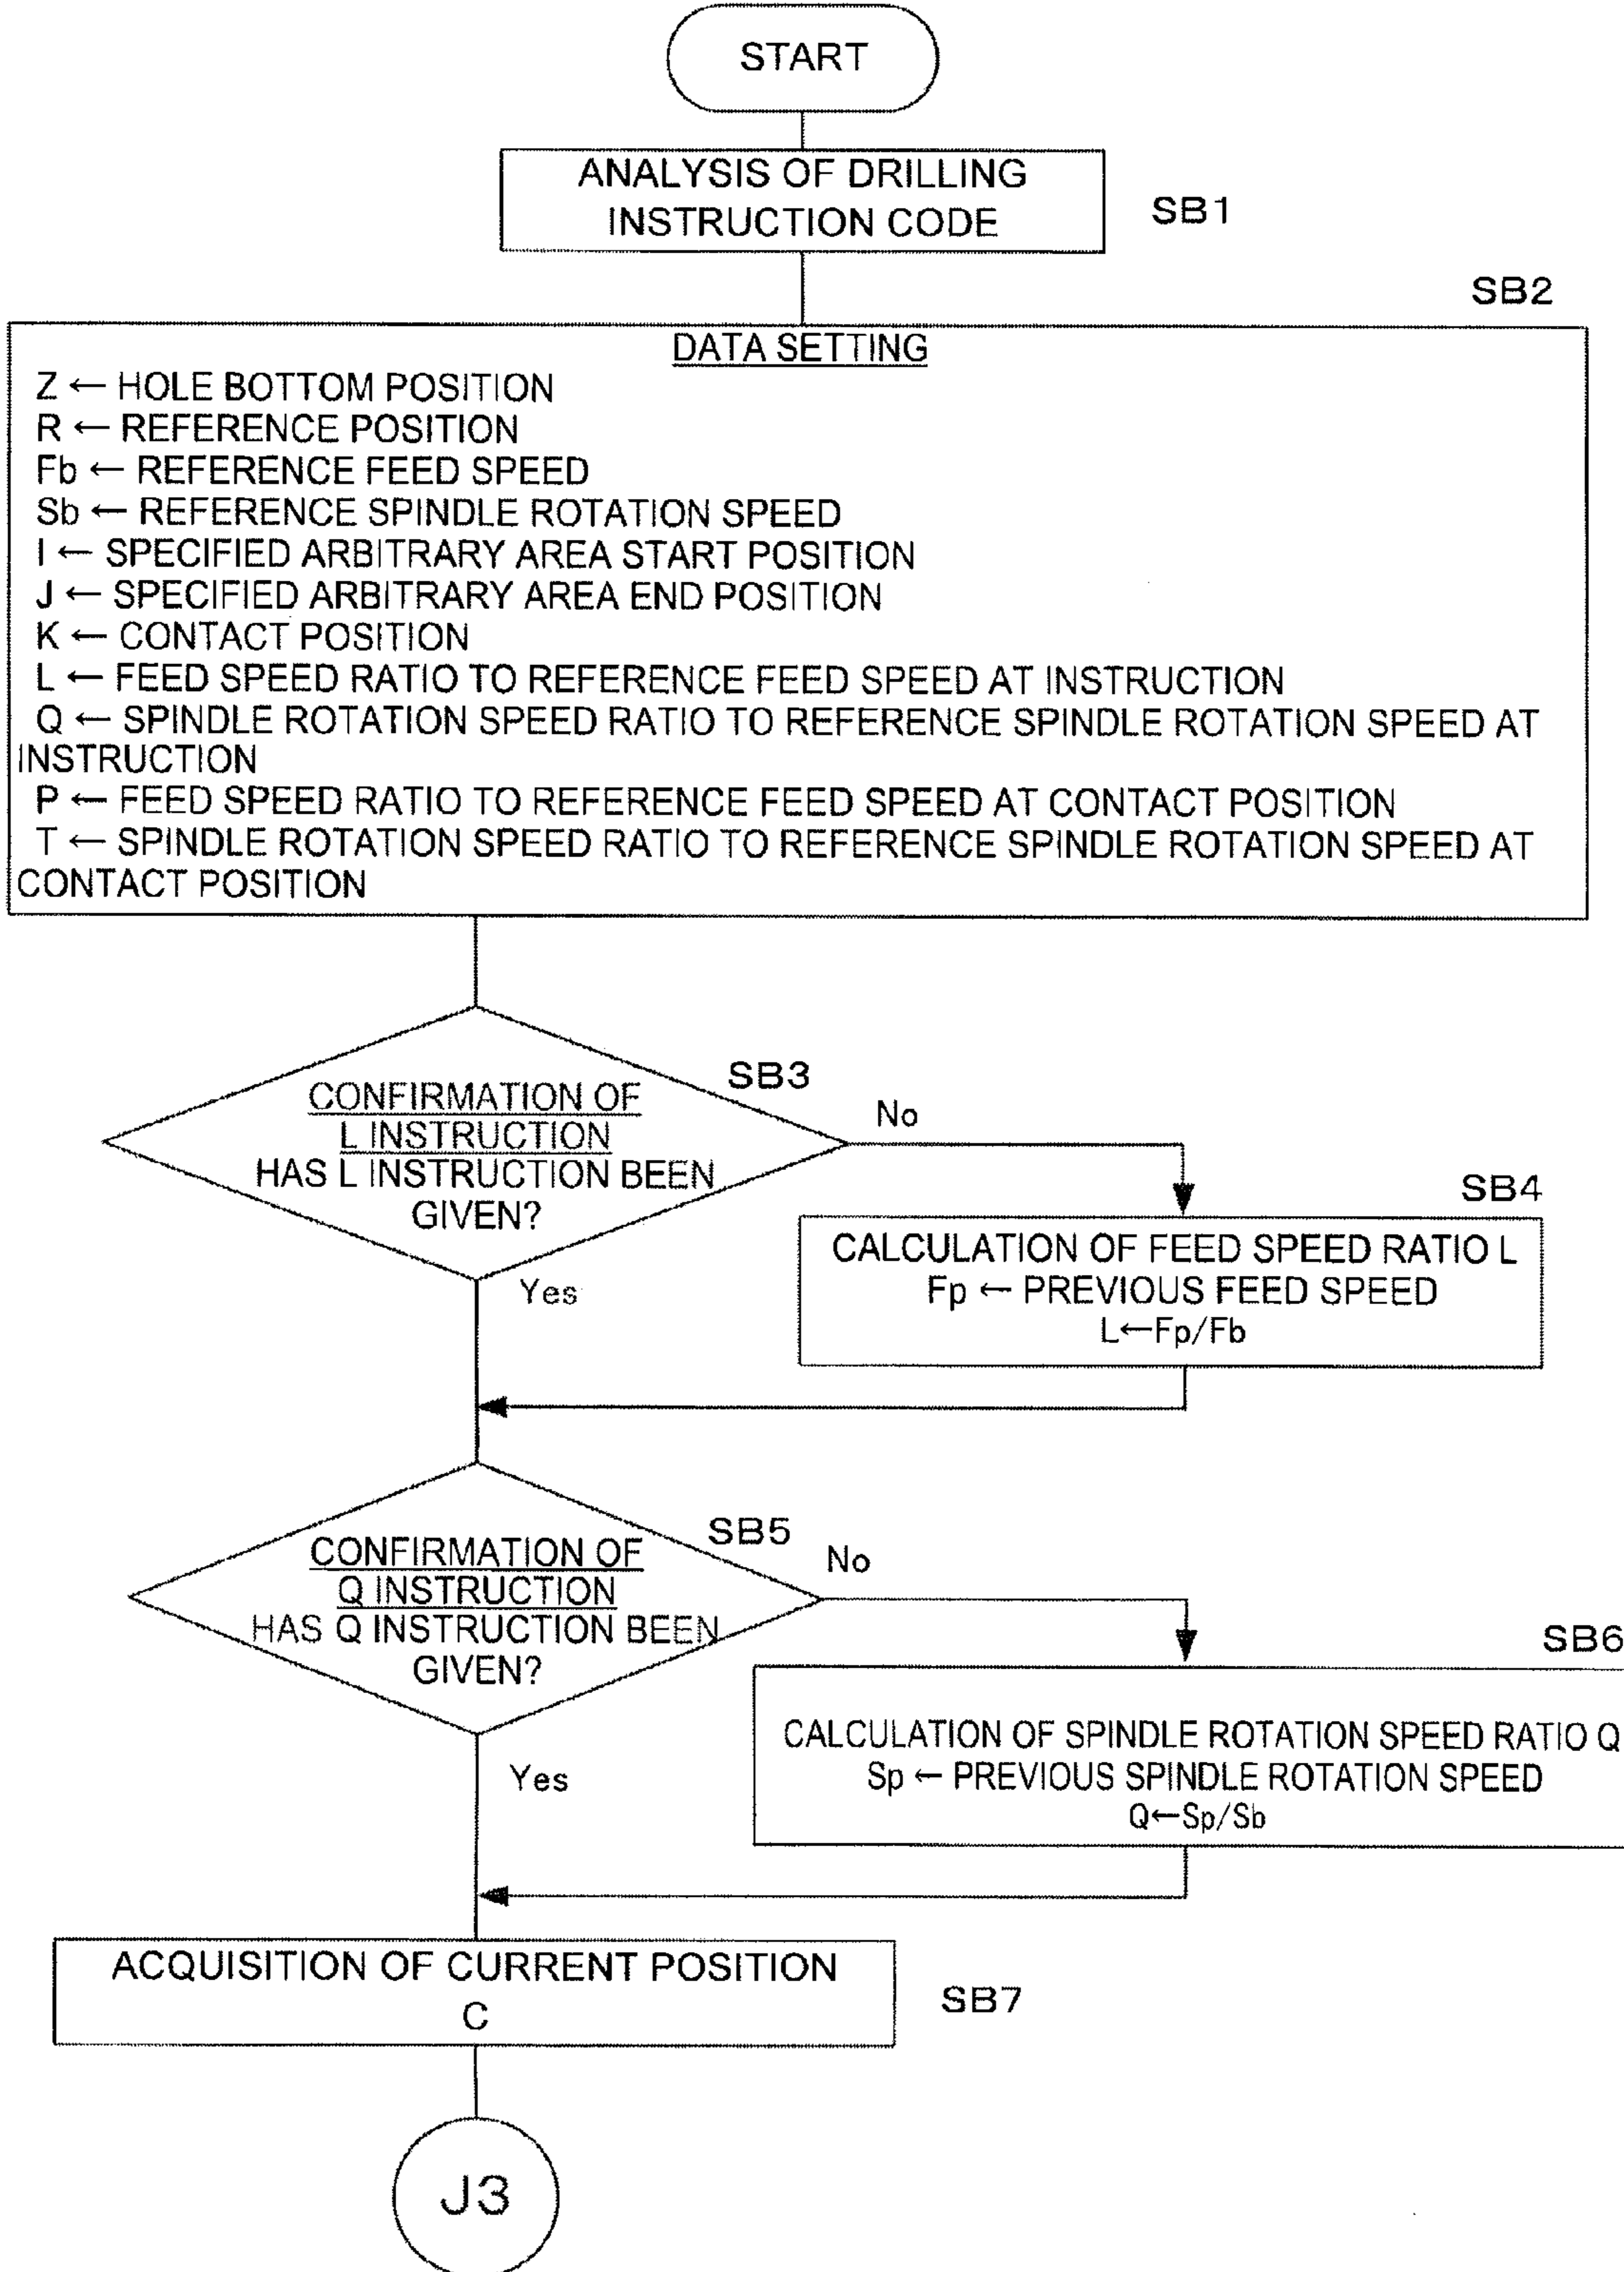 START
ANALYSIS OF DRILLING
INSTRUCTION CODE
SB1
SB2
DATA SETTING
Z ← HOLE BOTTOM POSITION
R ← REFERENCE POSITION
Fb ← REFERENCE FEED SPEED
Sb ← REFERENCE SPINDLE ROTATION SPEED
I ← SPECIFIED ARBITRARY AREA START POSITION
J ← SPECIFIED ARBITRARY AREA END POSITION
K ← CONTACT POSITION
L ← FEED SPEED RATIO TO REFERENCE FEED SPEED AT INSTRUCTION
Q ← SPINDLE ROTATION SPEED RATIO TO REFERENCE SPINDLE ROTATION SPEED AT
INSTRUCTION
P ← FEED SPEED RATIO TO REFERENCE FEED SPEED AT CONTACT POSITION
T ← SPINDLE ROTATION SPEED RATIO TO REFERENCE SPINDLE ROTATION SPEED AT
CONTACT POSITION
SB3
CONFIRMATION OF
L INSTRUCTION
HAS L INSTRUCTION BEEN
GIVEN?
No
Yes
SB4
CALCULATION OF FEED SPEED RATIO L
Fp ← PREVIOUS FEED SPEED
L←Fp/Fb
SB5
CONFIRMATION OF
Q INSTRUCTION
HAS Q INSTRUCTION BEEN
GIVEN?
No
Yes
SB6
CALCULATION OF SPINDLE ROTATION SPEED RATIO Q
Sp ← PREVIOUS SPINDLE ROTATION SPEED
Q←Sp/Sb
ACQUISITION OF CURRENT POSITION
C
SB7
J3